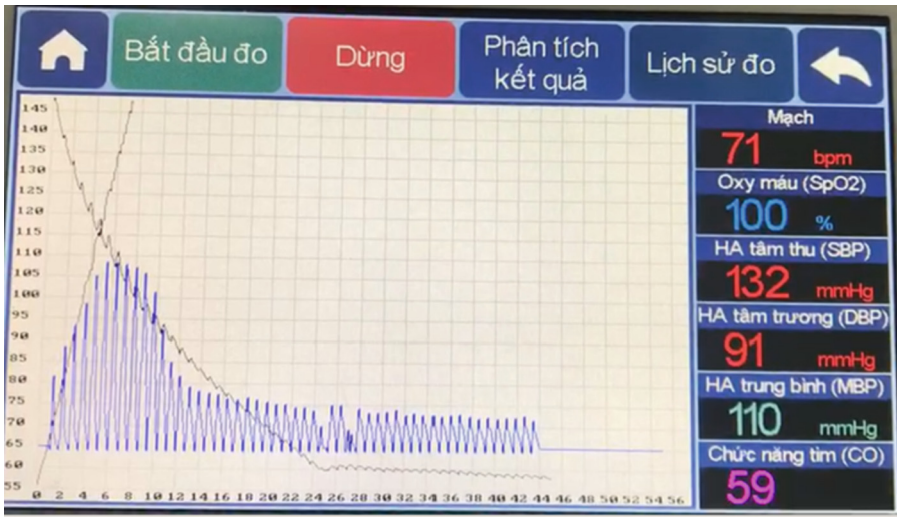 Bắt đầu đo
Dừng
Phân tích
kết quả
Lịch sử đo
145
140
135
130
125
120
115
110
105
100
95
90
85
80
75
70
65
60
55
0 2 4 6 8 10 12 14 16 18 20 22 24 26 28 30 32 34 36 38 40 42 44 46 48 50 52 54 56
Mạch
71 bpm
Oxy máu (SpO2)
100 %
HA tâm thu (SBP)
132 mmHg
HA tâm trương (DBP)
91 mmHg
HA trung bình (MBP)
110 mmHg
Chức năng tim (CO)
59